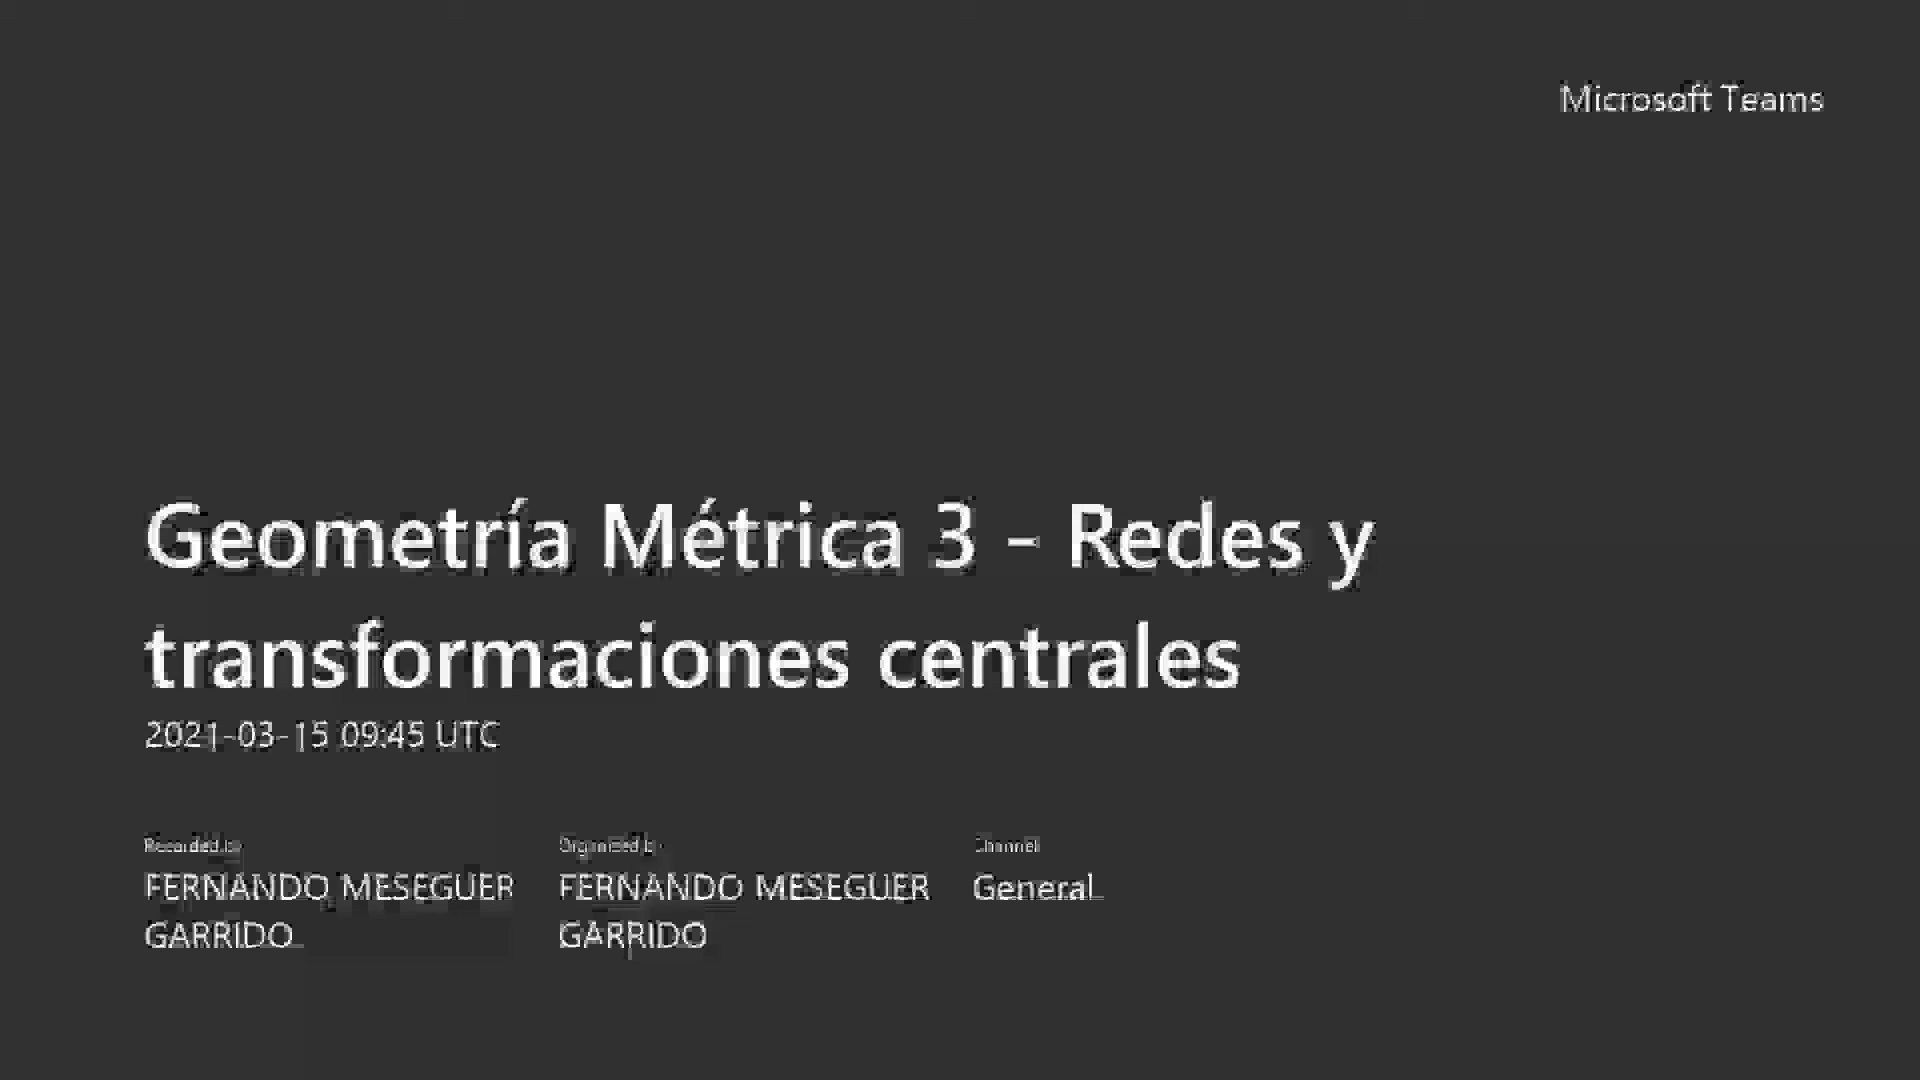 Microsoft Teams
Geometría Métrica 3 - Redes y
transformaciones centrales
2021-03-15 09:45 UTC
Recorded by
Organized by
Channel
FERNANDO MESEGUER
FERNANDO MESEGUER
General
GARRIDO
GARRIDO